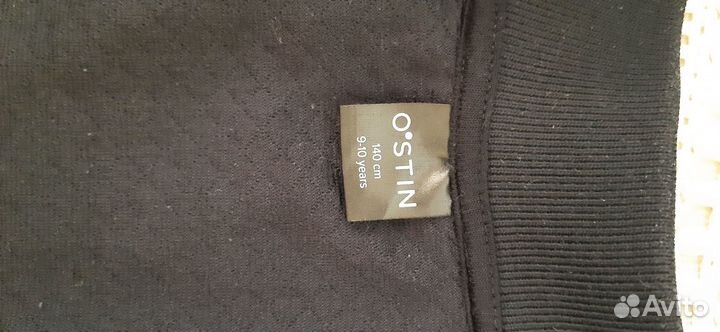 O'STIN
140 cm
9-10 years
Avito